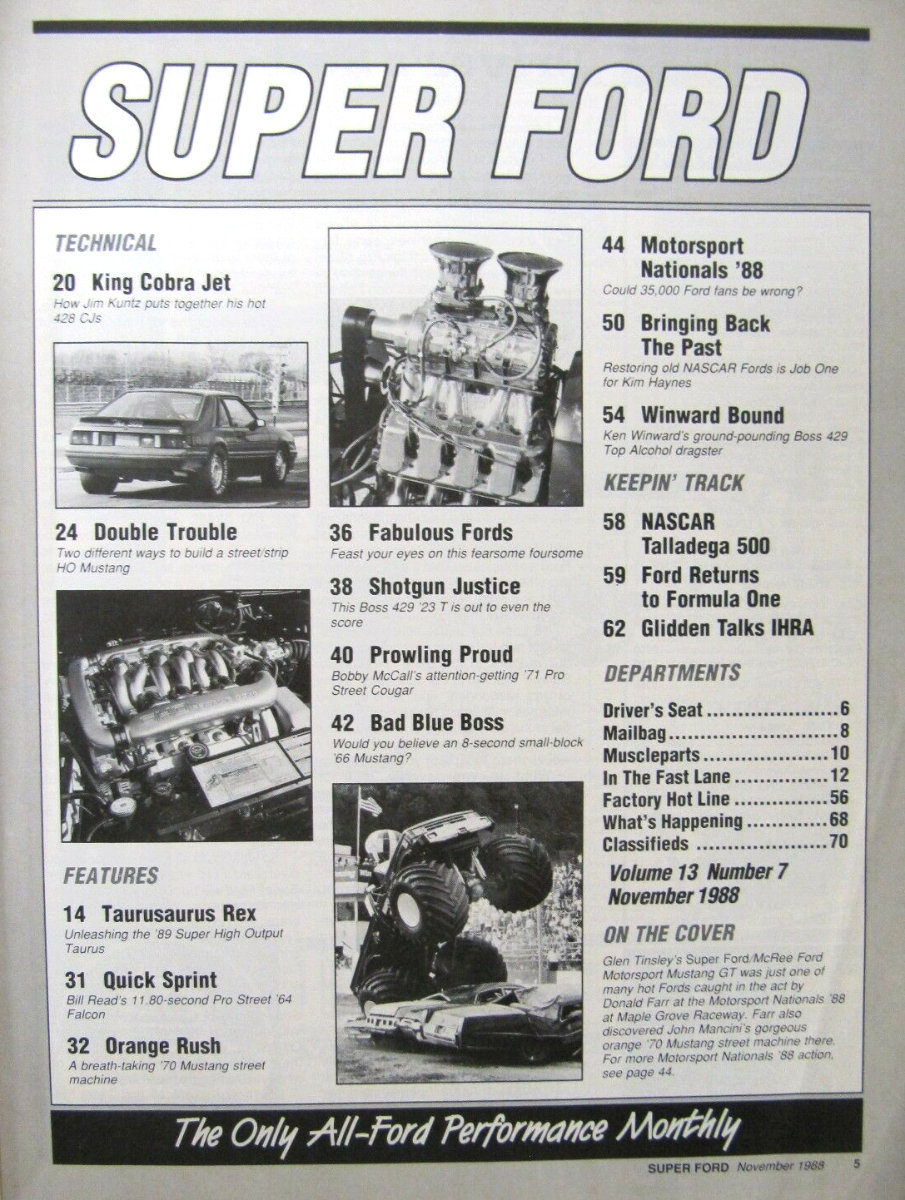 SUPER FORD
TECHNICAL
20 King Cobra Jet
How Jim Kuntz puts together his hot
428 CJs
24 Double Trouble
Two different ways to build a street/strip
HO Mustang
FEATURES
14 Taurusaurus Rex
Unleashing the '89 Super High Output
Taurus
31 Quick Sprint
Bill Read's 11.80-second Pro Street '64
Falcon
32 Orange Rush
A breath-taking '70 Mustang street
machine
36 Fabulous Fords
Feast your eyes on this fearsome foursome
38 Shotgun Justice
This Boss 429 '23 T is out to even the
score
40 Prowling Proud
Bobby McCall's attention-getting '71 Pro
Street Cougar
42 Bad Blue Boss
Would you believe an 8-second small-block
'66 Mustang?
44 Motorsport
Nationals '88
Could 35,000 Ford fans be wrong?
50 Bringing Back
The Past
Restoring old NASCAR Fords is Job One
for Kim Haynes
54 Winward Bound
Ken Winward's ground-pounding Boss 429
Top Alcohol dragster
KEEPIN' TRACK
58 NASCAR
Talladega 500
59 Ford Returns
to Formula One
62 Glidden Talks IHRA
DEPARTMENTS
Driver's Seat.....................6
Mailbag...........................8
Muscleparts....................10
In The Fast Lane ...............12
Factory Hot Line ...............56
What's Happening .............68
Classifieds .....................70
Volume 13 Number 7
November 1988
ON THE COVER
Glen Tinsley's Super Ford/McRee Ford
Motorsport Mustang GT was just one of
many hot Fords caught in the act by
Donald Farr at the Motorsport Nationals '88
at Maple Grove Raceway. Farr also
discovered John Mancini's gorgeous
orange '70 Mustang street machine there.
For more Motorsport Nationals '88 action,
see page 44.
The Only All-Ford Performance Monthly
SUPER FORD November 1988 5